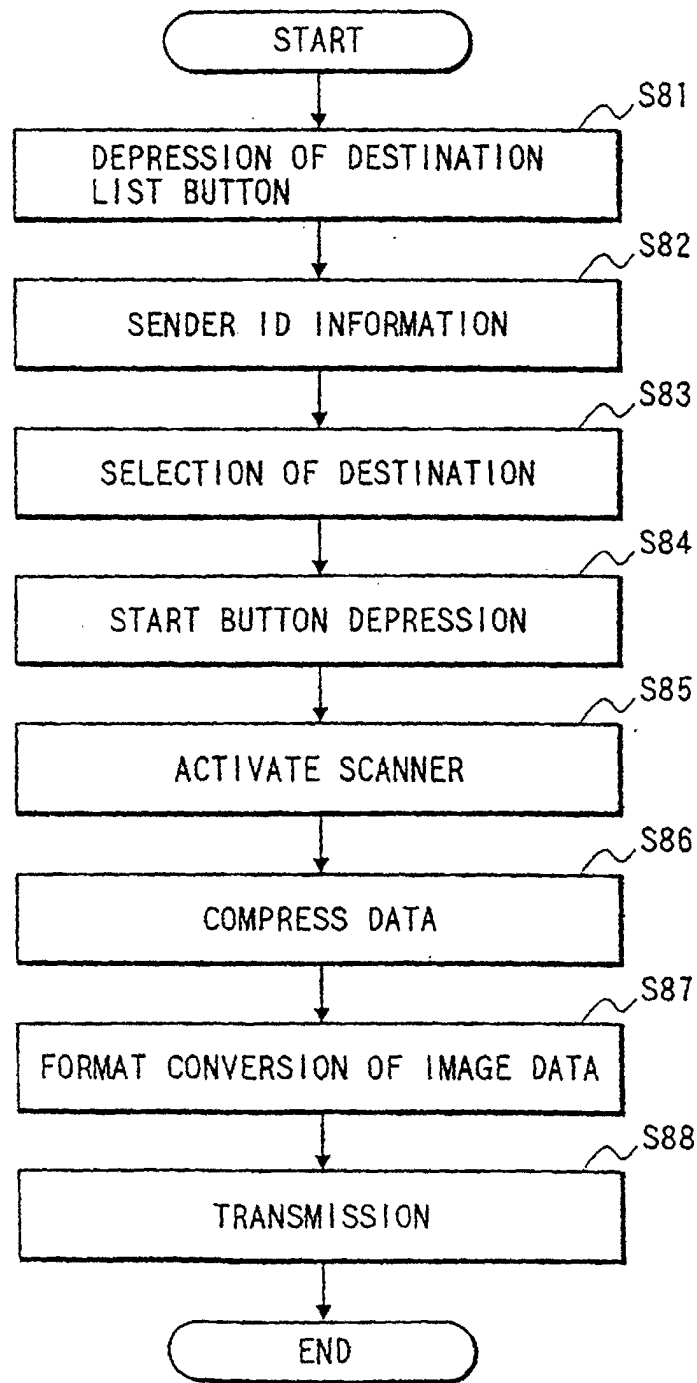 START
S81
DEPRESSION OF DESTINATION
LIST BUTTON
S82
SENDER ID INFORMATION
S83
SELECTION OF DESTINATION
S84
START BUTTON DEPRESSION
S85
ACTIVATE SCANNER
S86
COMPRESS DATA
S87
FORMAT CONVERSION OF IMAGE DATA
S88
TRANSMISSION
END